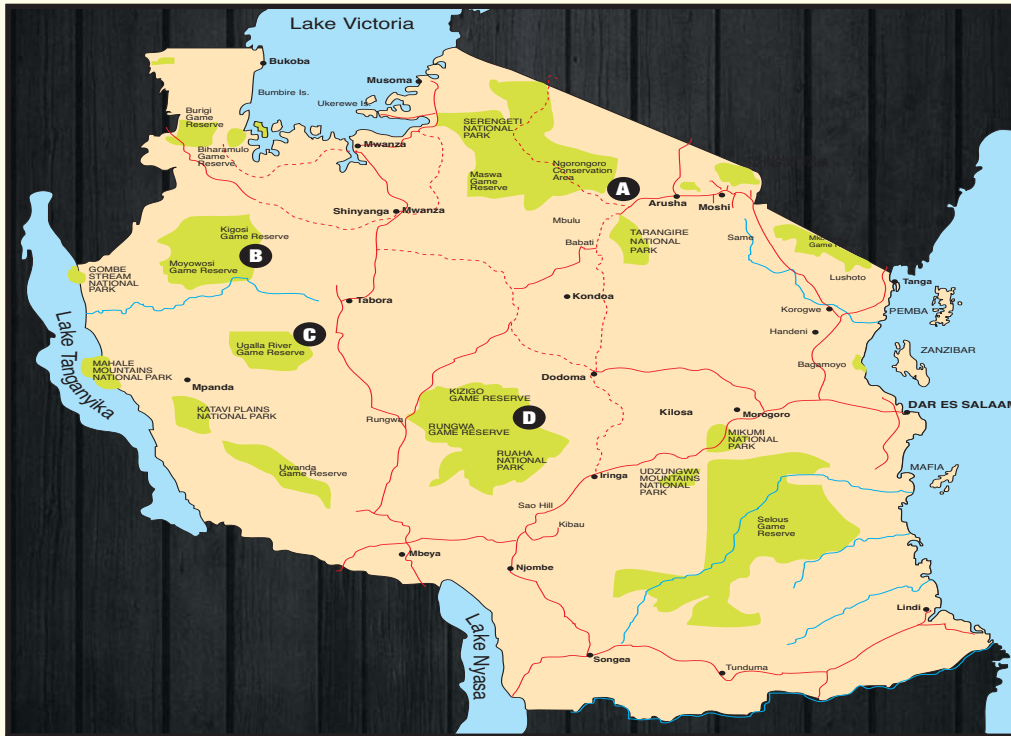 Lake Victoria
Bukoba
Musoma
Bumbire Is.
Ukerewe Is.
Burigi
Game
Reserve
SERENGETI
NATIONAL
PARK
Mwanza
Biharamulo
Game
Reserve
Ngorongoro
Conservation
Area
Maswa
Game
Reserve
A
Arusha
Moshi
Shinyanga
Mwanza
Mbulu
Kigosi
Game Reserve
TARANGIRE
NATIONAL
PARK
Same
Game
Babati
B
Moyowosi
Game Reserve
GOMBE
STREAM
NATIONAL
PARK
Lushoto
Tanga
Tabora
Kondoa
Korogwe
PEMBA
Lake Tanganyika
C
Handeni
Ugalla River
Game Reserve
ZANZIBAR
MAHALE
MOUNTAINS
NATIONAL PARK
Bagamoyo
Mpanda
Dodoma
KIZIGO
GAME RESERVE
DAR ES SALAAM
KATAVI PLAINS
NATIONAL PARK
Kilosa
Morogoro
Rungwa
D
RUNGWA
GAME RESERVE
MIKUMI
NATIONAL
PARK
RUAHA
NATIONAL
PARK
Uwanda
Game Reserve
Iringa
UDZUNGWA
MOUNTAINS
NATIONAL
PARK
MAFIA
Sao Hill
Selous
Game
Reserve
Kibau
Mbeya
Njombe
Lindi
Lake Nyasa
Songea
Tunduma